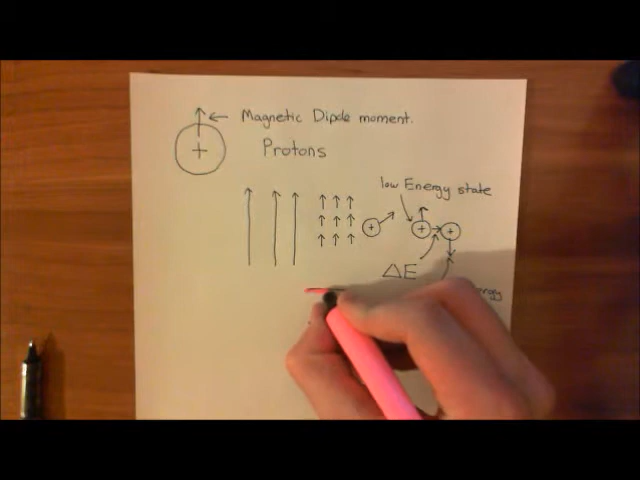 Magnetic Dipole moment.
+
Protons
low Energy state
+ + +
ΔE